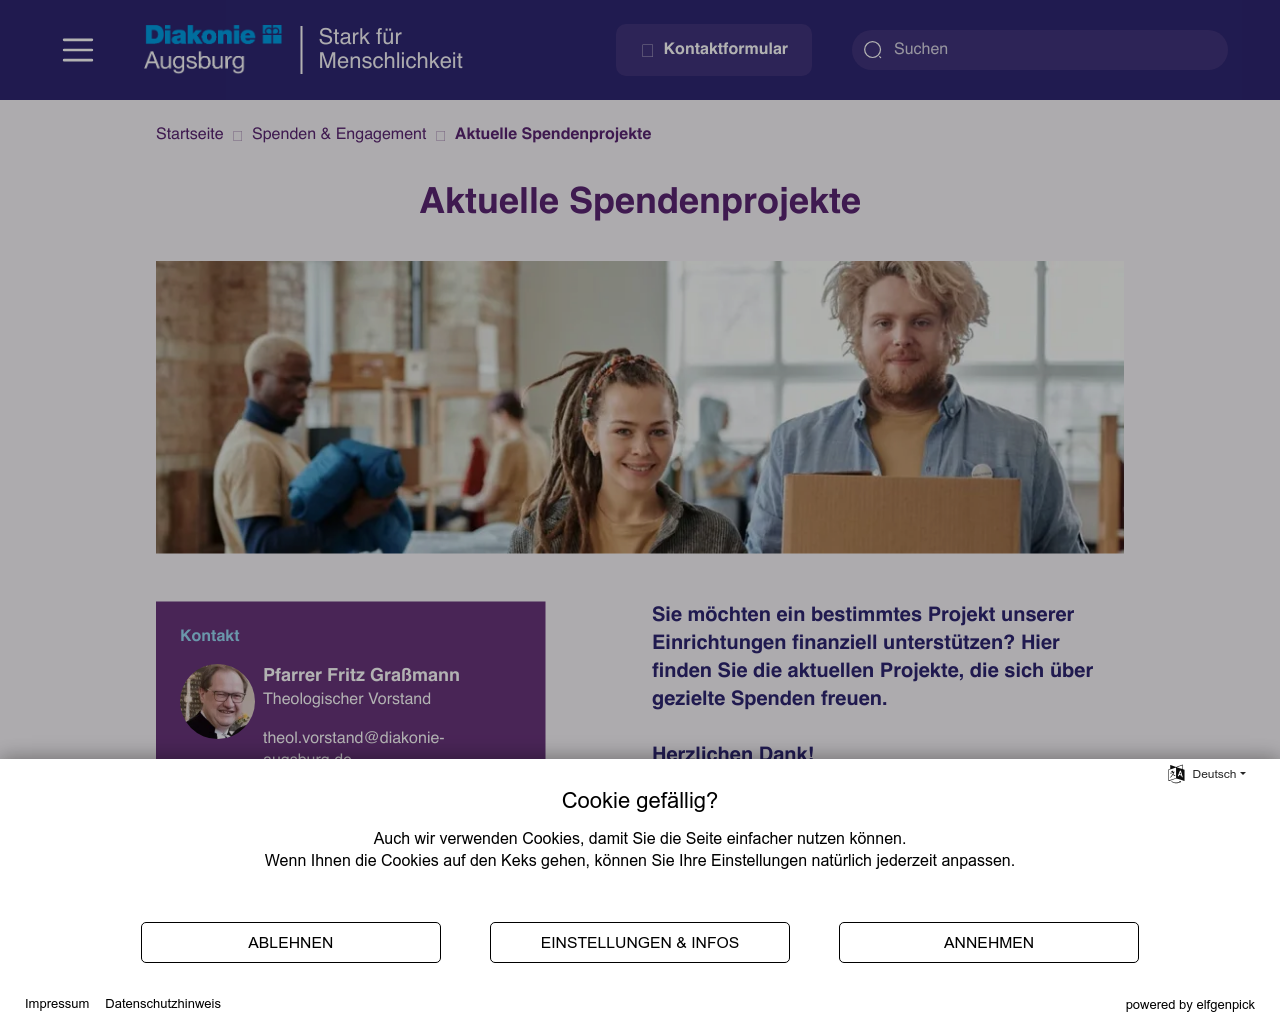 Diakonie
Augsburg
Stark für
Menschlichkeit
Kontaktformular
Suchen
Startseite Spenden & Engagement Aktuelle Spendenprojekte
Aktuelle Spendenprojekte
Kontakt
Pfarrer Fritz Graßmann
Theologischer Vorstand
theol.vorstand@diakonie-
augsburg.de
Sie möchten ein bestimmtes Projekt unserer
Einrichtungen finanziell unterstützen? Hier
finden Sie die aktuellen Projekte, die sich über
gezielte Spenden freuen.
Herzlichen Dank!
Deutsch
Cookie gefällig?
Auch wir verwenden Cookies, damit Sie die Seite einfacher nutzen können.
Wenn Ihnen die Cookies auf den Keks gehen, können Sie Ihre Einstellungen natürlich jederzeit anpassen.
ABLEHNEN
EINSTELLUNGEN & INFOS
ANNEHMEN
Impressum Datenschutzhinweis
powered by elfgenpick